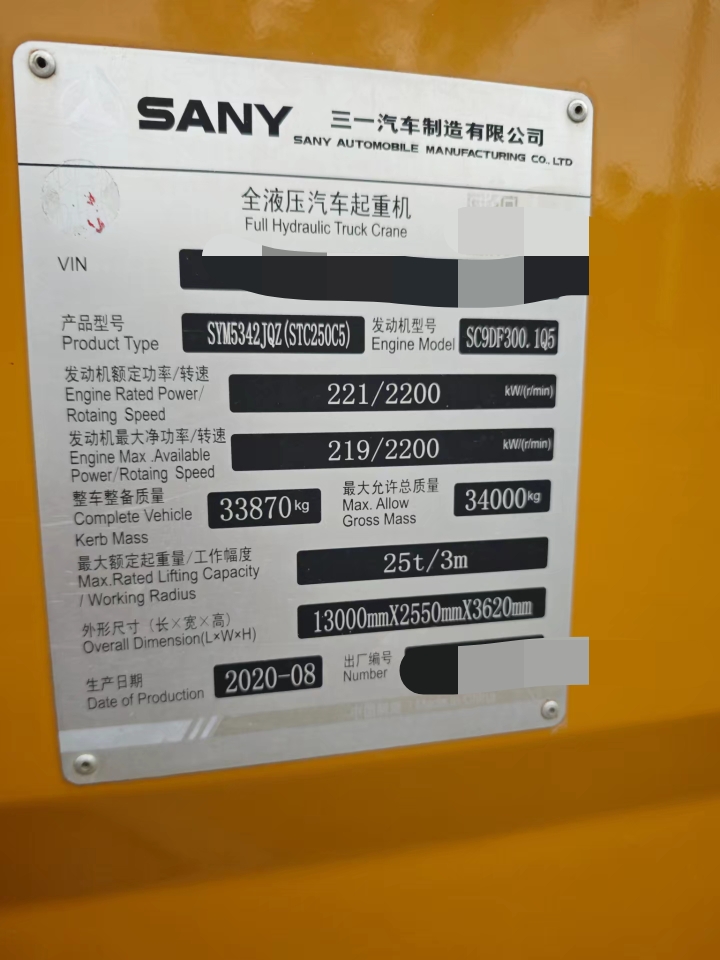 SANY 三一汽车制造有限公司
SANY AUTOMOBILE MANUFACTURING CO., LTD
全液压汽车起重机
Full Hydraulic Truck Crane
VIN
产品型号
Product Type
SYM5342JQZ(STC250C5)
发动机型号
Engine Model
SC9DF300.1Q5
发动机额定功率/转速
Engine Rated Power/
Rotaing Speed
221/2200 kW/(r/min)
发动机最大净功率/转速
Engine Max .Available
Power/Rotaing Speed
219/2200 kW/(r/min)
整车整备质量
Complete Vehicle
Kerb Mass
33870kg
最大允许总质量
Max. Allow
Gross Mass
34000kg
最大额定起重量/工作幅度
Max.Rated Lifting Capacity
/ Working Radius
25t/3m
外形尺寸（长×宽×高）
Overall Dimension(L×W×H)
13000mmX2550mmX3620mm
生产日期
Date of Production
2020-08
出厂编号
Number